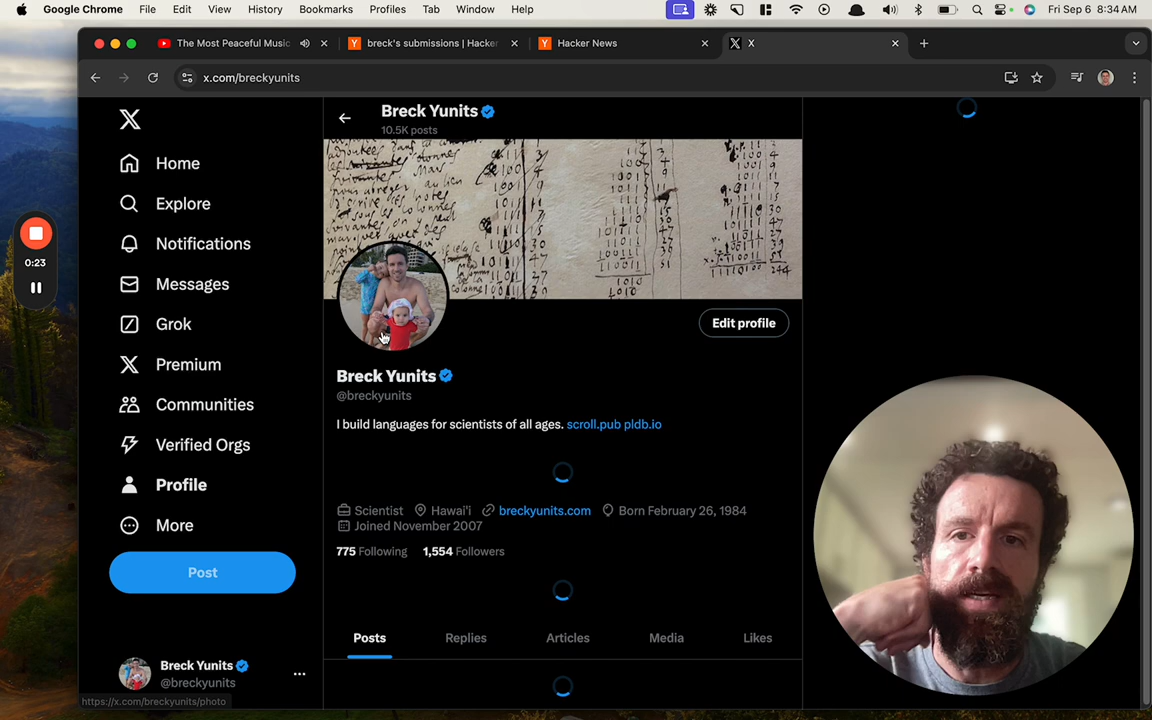 Google Chrome File Edit View History Bookmarks Profiles Tab Window Help Fri Sep 6 8:34 AM
The Most Peaceful Music breck's submissions | Hacker Hacker News X
x.com/breckyunits
Breck Yunits
10.5K posts
Home
Explore
Notifications
Messages
Grok
Premium
Communities
Verified Orgs
Profile
More
Post
Breck Yunits
@breckyunits
https://x.com/breckyunits/photo
0:23
Edit profile
Breck Yunits
@breckyunits
I build languages for scientists of all ages. scroll.pub pldb.io
Scientist Hawai'i breckyunits.com Born February 26, 1984
Joined November 2007
775 Following 1,554 Followers
Posts Replies Articles Media Likes